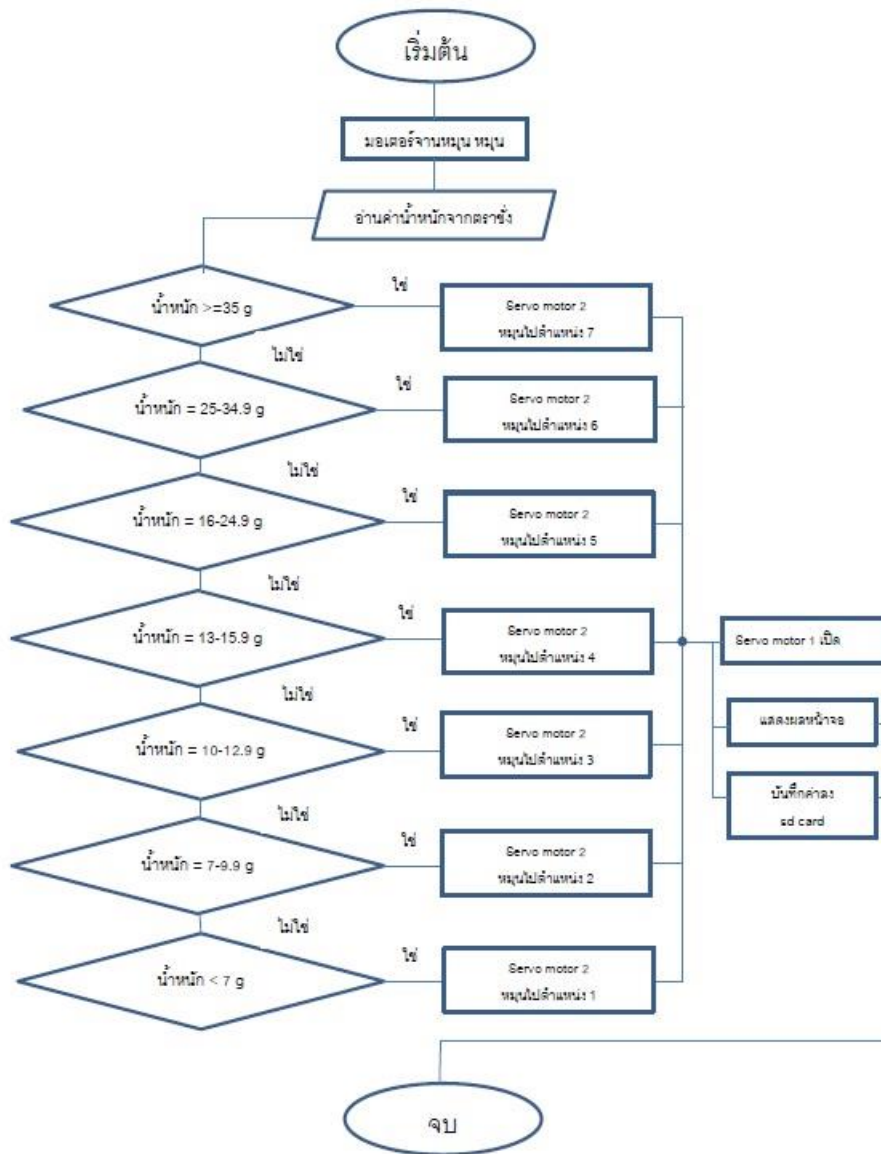 เริ่มต้น
มอเตอร์จานหมุน หมุน
อ่านค่าน้ำหนักจากตราชั่ง
น้ำหนัก >=35 g
ใช่
Servo motor 2
หมุนไปตำแหน่ง 7
ไม่ใช่
น้ำหนัก = 25-34.9 g
ใช่
Servo motor 2
หมุนไปตำแหน่ง 6
ไม่ใช่
น้ำหนัก = 16-24.9 g
ใช่
Servo motor 2
หมุนไปตำแหน่ง 5
ไม่ใช่
น้ำหนัก = 13-15.9 g
ใช่
Servo motor 2
หมุนไปตำแหน่ง 4
Servo motor 1 เปิด
ไม่ใช่
น้ำหนัก = 10-12.9 g
ใช่
Servo motor 2
หมุนไปตำแหน่ง 3
แสดงผลหน้าจอ
บันทึกค่าลง
sd card
ไม่ใช่
น้ำหนัก = 7-9.9 g
ใช่
Servo motor 2
หมุนไปตำแหน่ง 2
ไม่ใช่
น้ำหนัก < 7 g
ใช่
Servo motor 2
หมุนไปตำแหน่ง 1
จบ